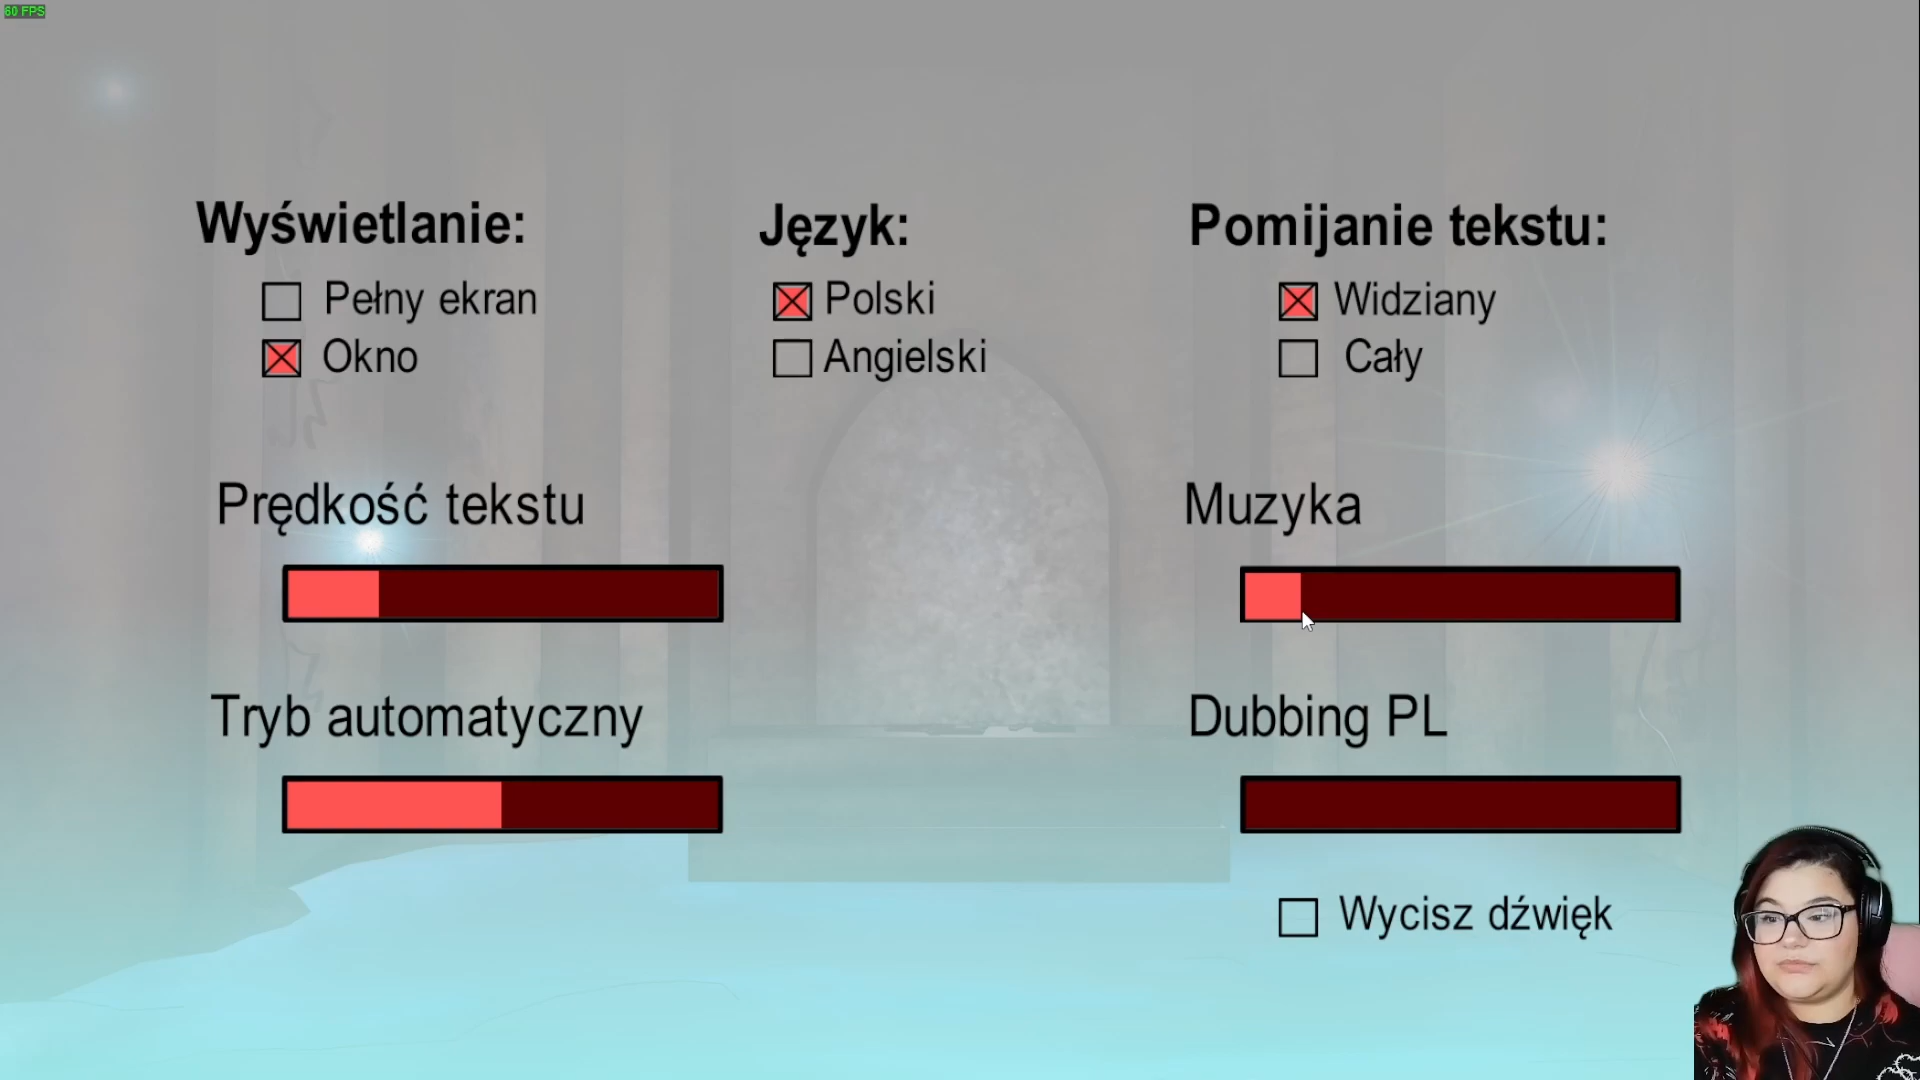 60 FPS
Wyświetlanie:
Pełny ekran
Okno
Język:
Polski
Angielski
Pomijanie tekstu:
Widziany
Cały
Prędkość tekstu
Muzyka
Tryb automatyczny
Dubbing PL
Wycisz dźwięk